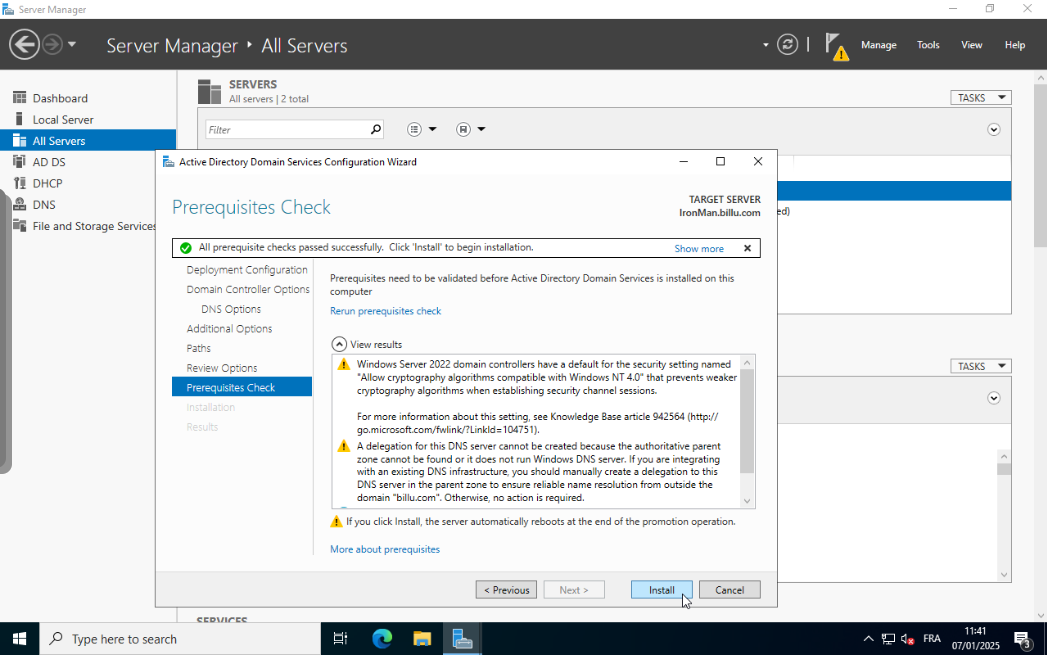 Server Manager
Server Manager ‣ All Servers
Manage Tools View Help
Dashboard
Local Server
All Servers
AD DS
DHCP
DNS
File and Storage Services
SERVERS
All servers | 2 total
TASKS
Filter
Active Directory Domain Services Configuration Wizard
Prerequisites Check
TARGET SERVER
IronMan.billu.com
ed)
All prerequisite checks passed successfully. Click 'Install' to begin installation.
Show more
Deployment Configuration
Domain Controller Options
DNS Options
Additional Options
Paths
Review Options
Prerequisites Check
Installation
Results
Prerequisites need to be validated before Active Directory Domain Services is installed on this
computer
Rerun prerequisites check
View results
Windows Server 2022 domain controllers have a default for the security setting named
"Allow cryptography algorithms compatible with Windows NT 4.0" that prevents weaker
cryptography algorithms when establishing security channel sessions.
For more information about this setting, see Knowledge Base article 942564 (http://
go.microsoft.com/fwlink/?LinkId=104751).
A delegation for this DNS server cannot be created because the authoritative parent
zone cannot be found or it does not run Windows DNS server. If you are integrating
with an existing DNS infrastructure, you should manually create a delegation to this
DNS server in the parent zone to ensure reliable name resolution from outside the
domain "billu.com". Otherwise, no action is required.
If you click Install, the server automatically reboots at the end of the promotion operation.
More about prerequisites
TASKS
< Previous
Next >
Install
Cancel
SERVICES
Type here to search
FRA
11:41
07/01/2025
3